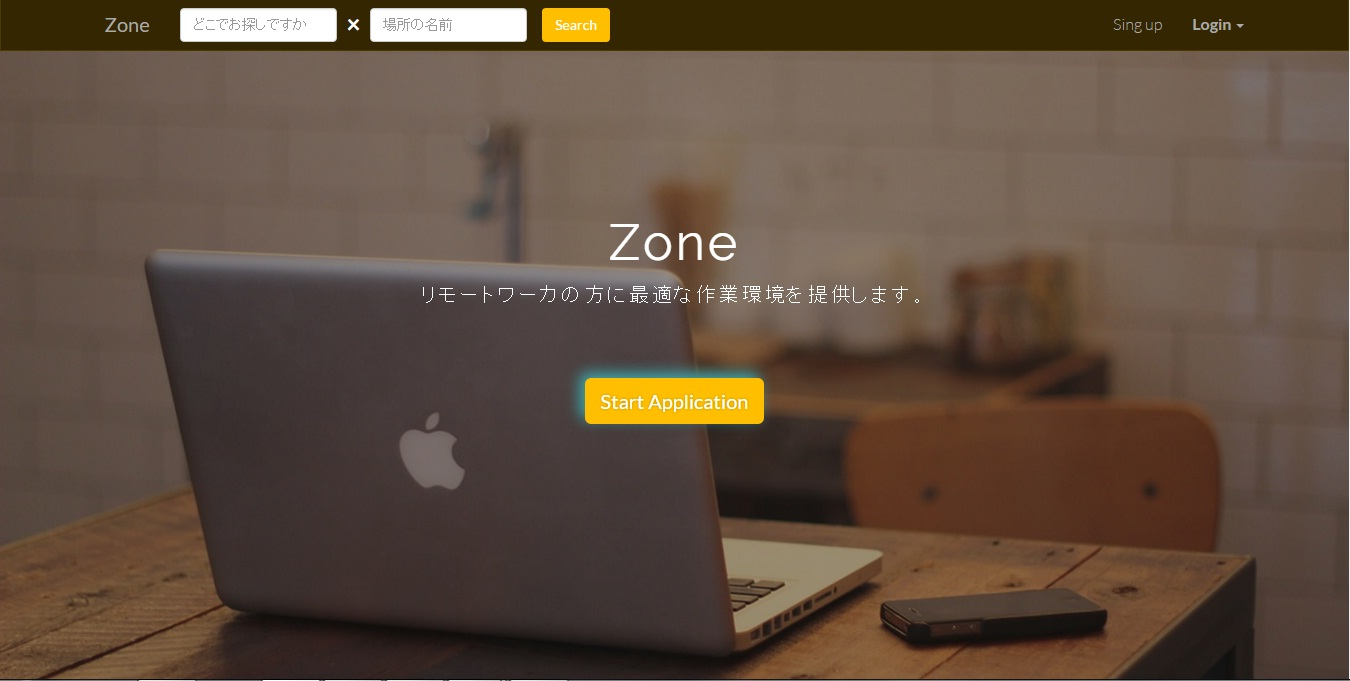 Zone どこでお探しですか × 場所の名前 Search Sing up Login
Zone
リモートワーカの方に最適な作業環境を提供します。
Start Application